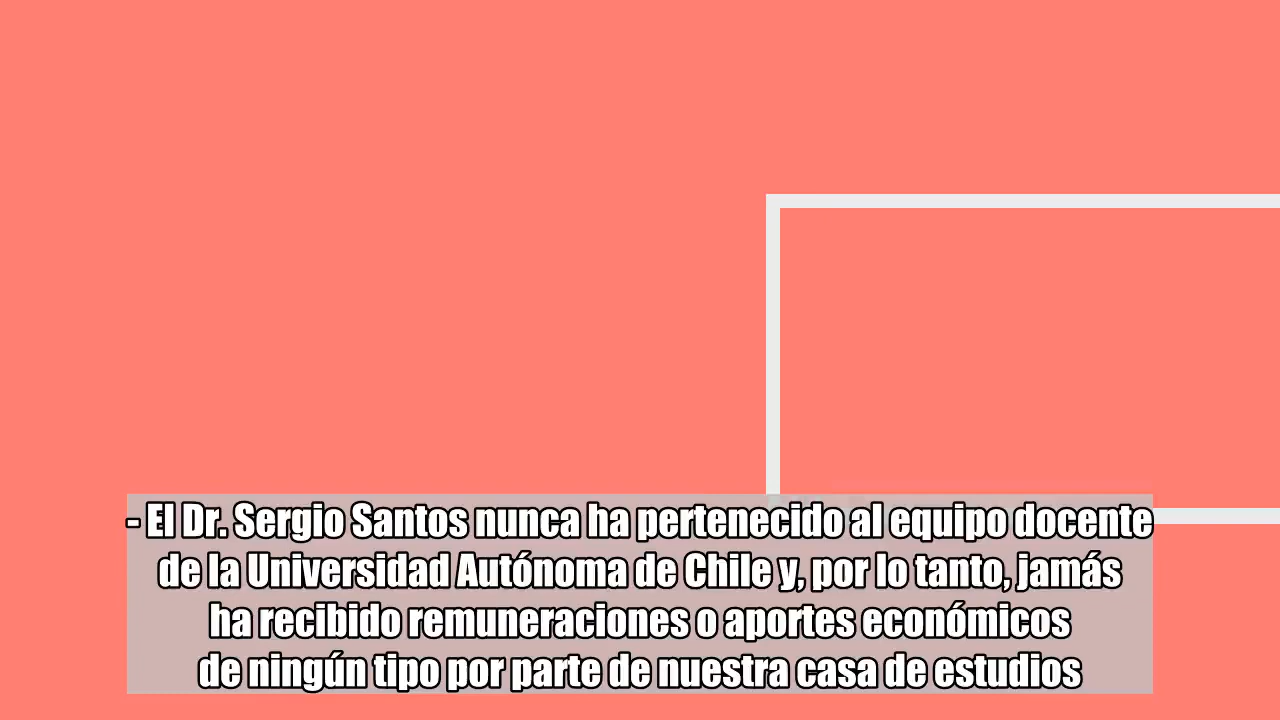 - El Dr. Sergio Santos nunca ha pertenecido al equipo docente
de la Universidad Autónoma de Chile y, por lo tanto, jamás
ha recibido remuneraciones o aportes económicos
de ningún tipo por parte de nuestra casa de estudios